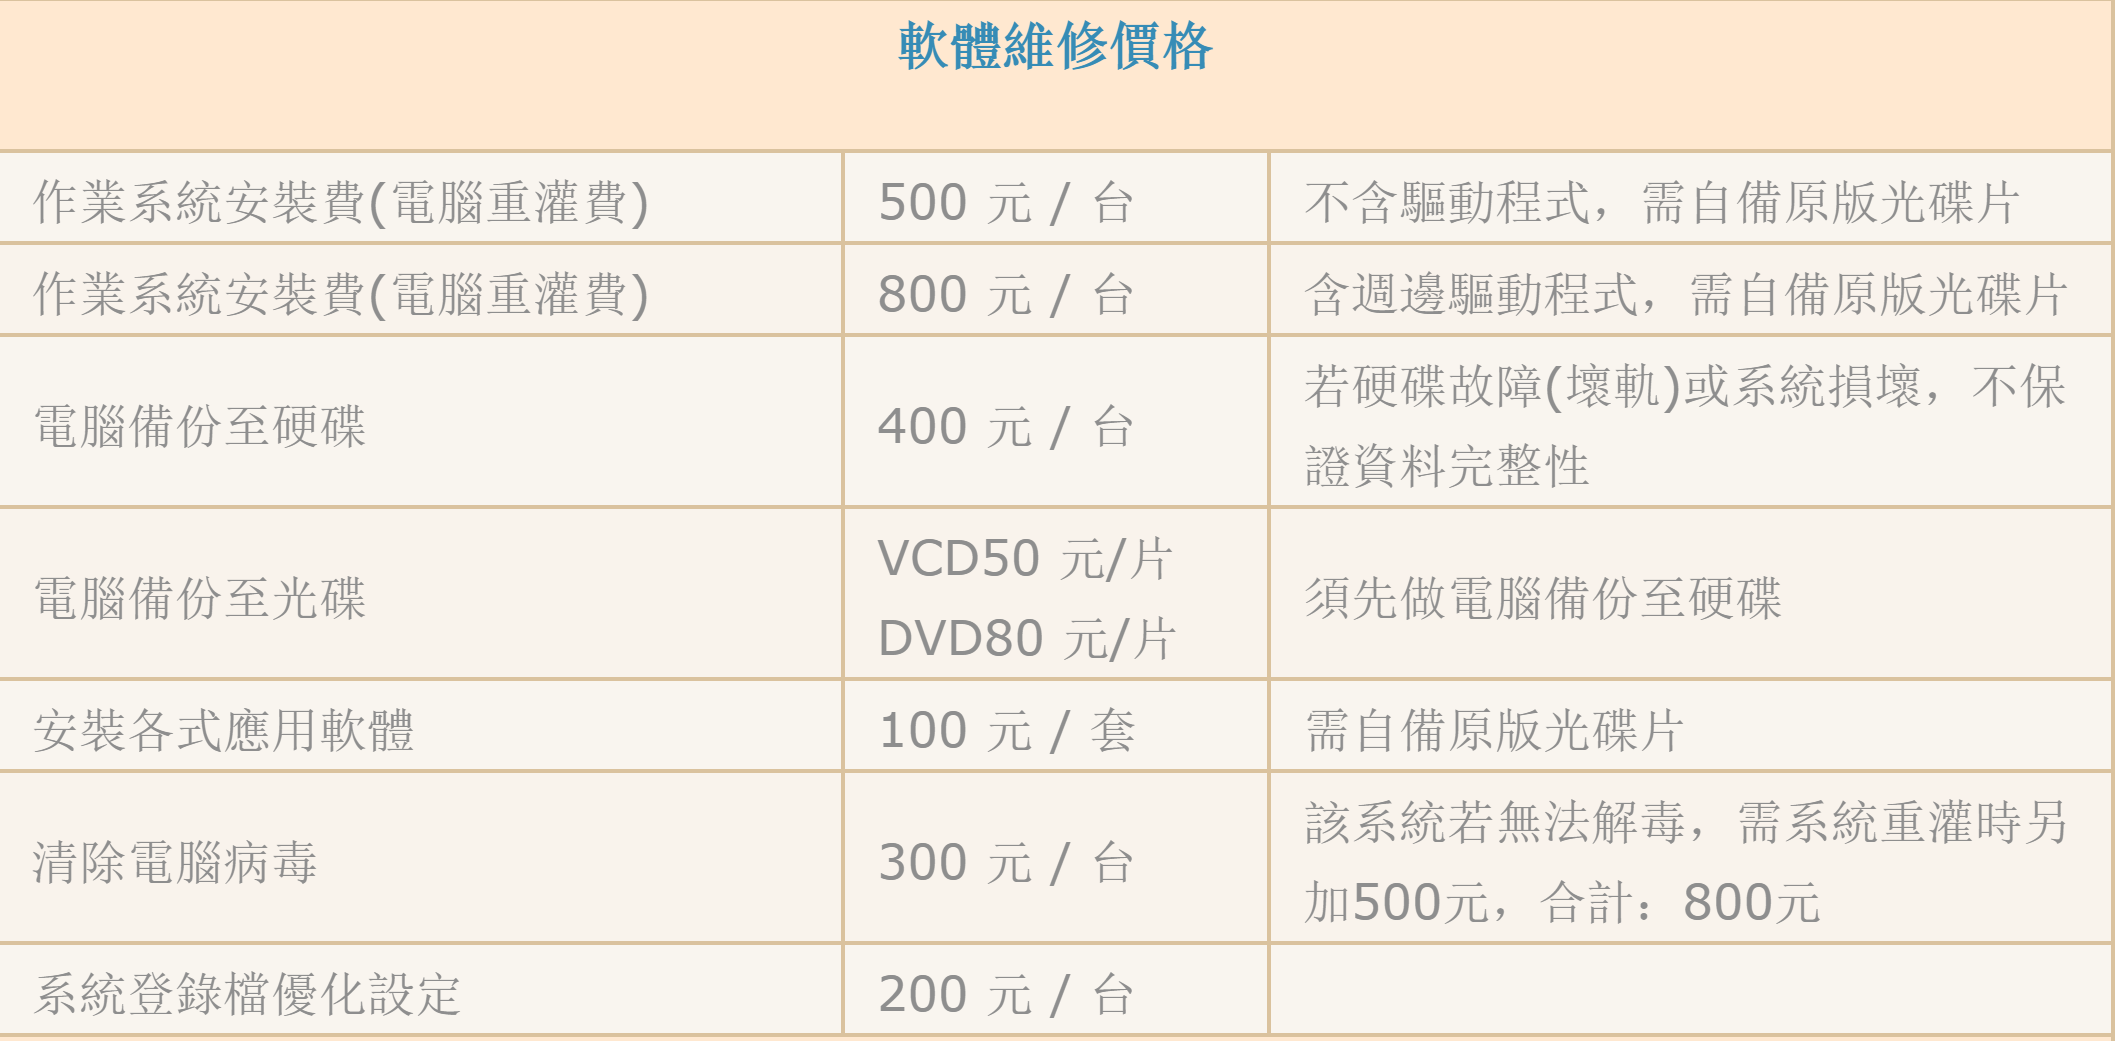 軟體維修價格
作業系統安裝費(電腦重灌費)
500 元 / 台
不含驅動程式，需自備原版光碟片
作業系統安裝費(電腦重灌費)
800 元 / 台
含週邊驅動程式，需自備原版光碟片
電腦備份至硬碟
400 元 / 台
若硬碟故障(壞軌)或系統損壞，不保
證資料完整性
電腦備份至光碟
VCD50 元/片
DVD80 元/片
須先做電腦備份至硬碟
安裝各式應用軟體
100 元 / 套
需自備原版光碟片
清除電腦病毒
300 元 / 台
該系統若無法解毒，需系統重灌時另
加500元，合計：800元
系統登錄檔優化設定
200 元 / 台